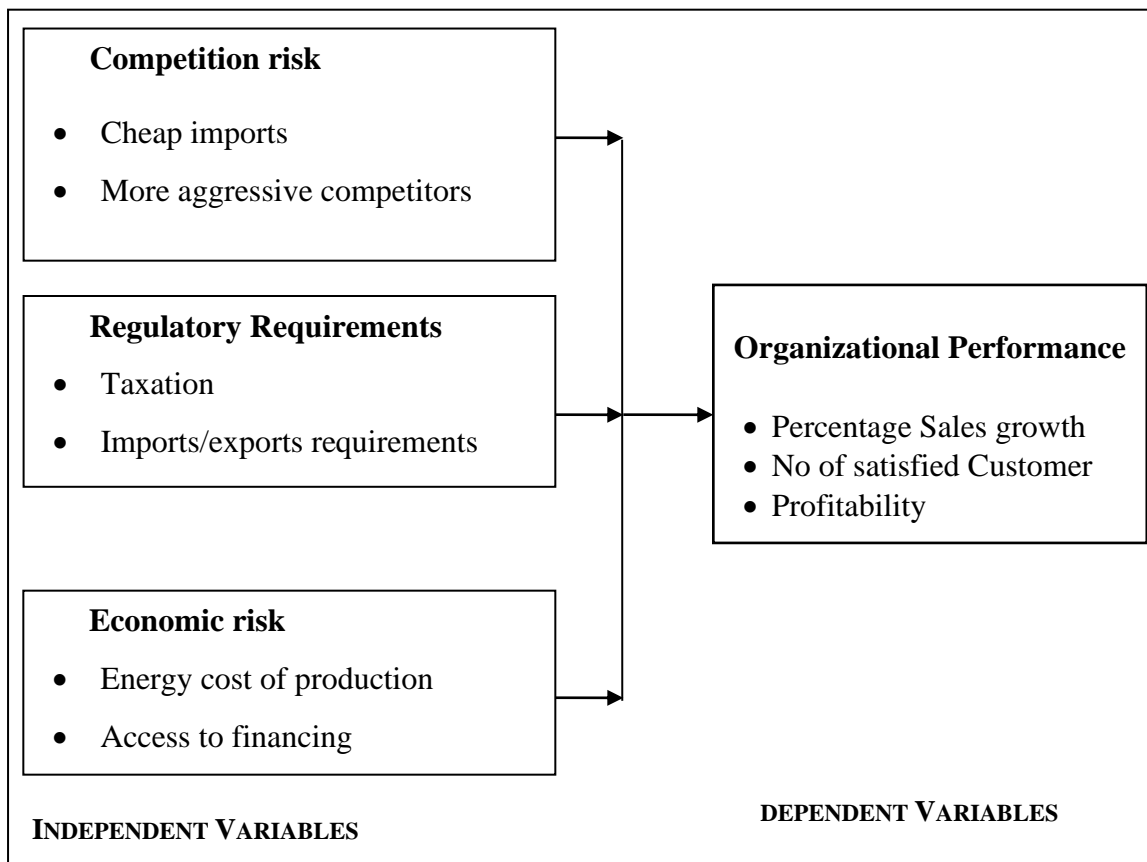 Competition risk
• Cheap imports
• More aggressive competitors
Regulatory Requirements
• Taxation
• Imports/exports requirements
Economic risk
• Energy cost of production
• Access to financing
INDEPENDENT VARIABLES
Organizational Performance
• Percentage Sales growth
• No of satisfied Customer
• Profitability
DEPENDENT VARIABLES